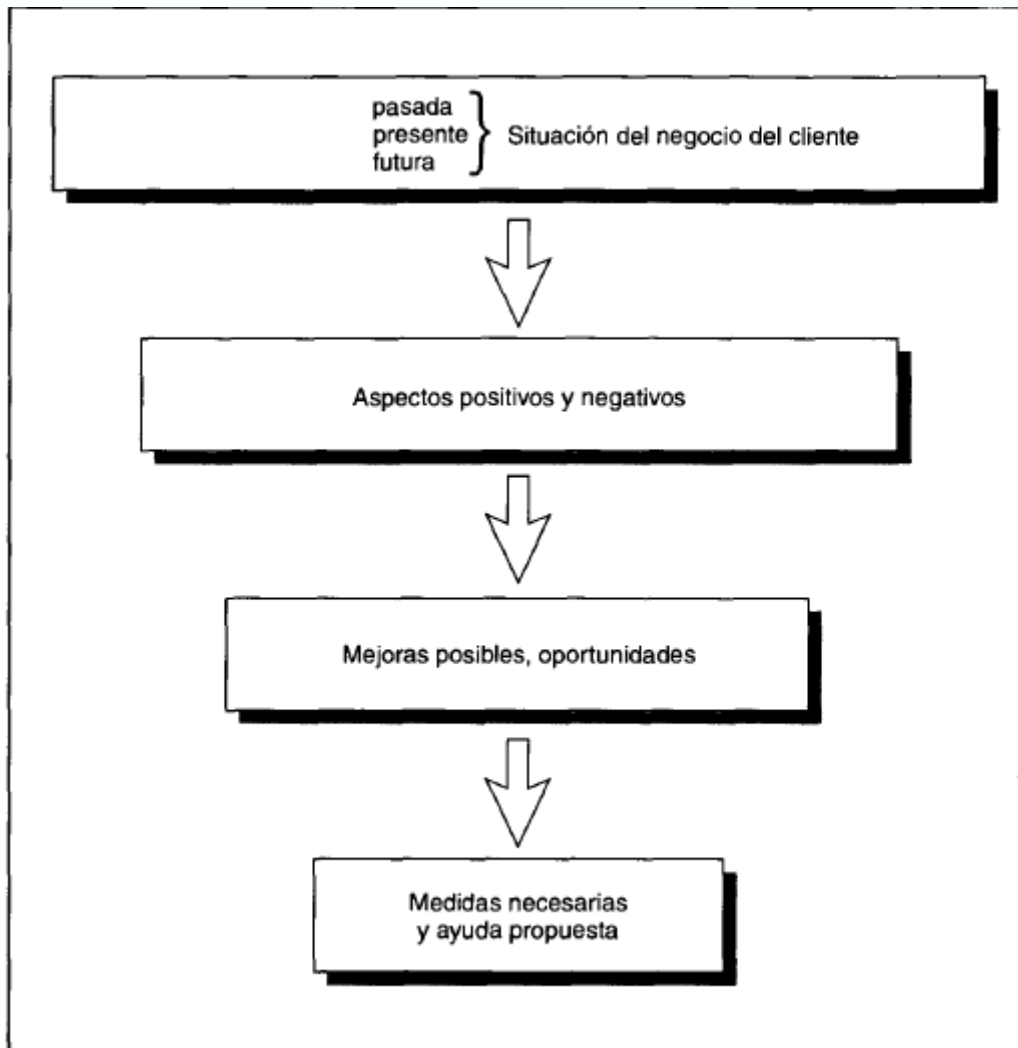 pasada
presente
futura
} Situación del negocio del cliente
Aspectos positivos y negativos
Mejoras posibles, oportunidades
Medidas necesarias
y ayuda propuesta